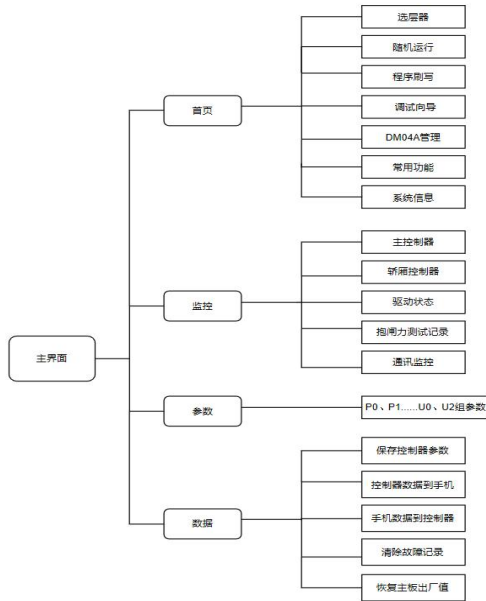 主界面
首页
选层器
随机运行
程序刷写
调试向导
DM04A管理
常用功能
系统信息
监控
主控制器
轿厢控制器
驱动状态
抱闸力测试记录
通讯监控
参数
P0、P1......U0、U2组参数
数据
保存控制器参数
控制器数据到手机
手机数据到控制器
清除故障记录
恢复主板出厂值